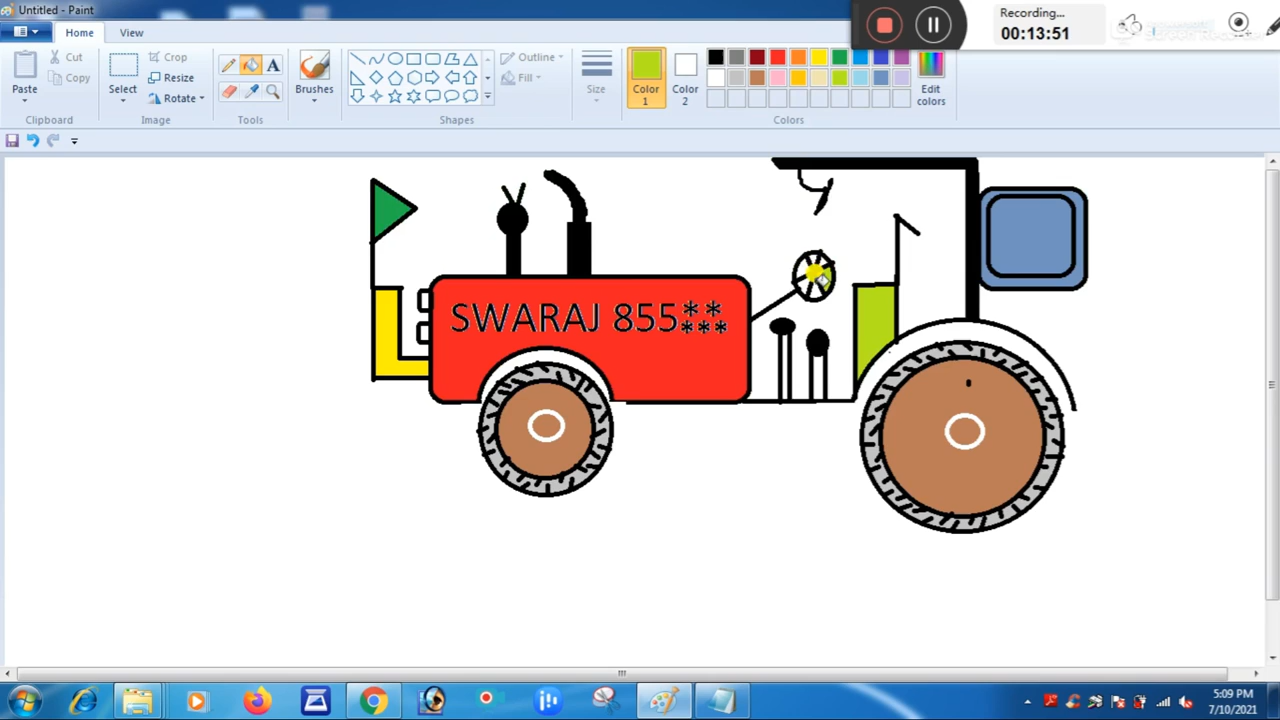 Untitled - Paint
Recording...
00:13:51
Home
View
Paste
Cut
Copy
Clipboard
Select
Crop
Resize
Rotate
Image
A
Tools
Brushes
Shapes
Outline
Fill
Size
Color
1
Color
2
Edit
colors
Colors
SWARAJ 855**
***
5:09 PM
7/10/2021